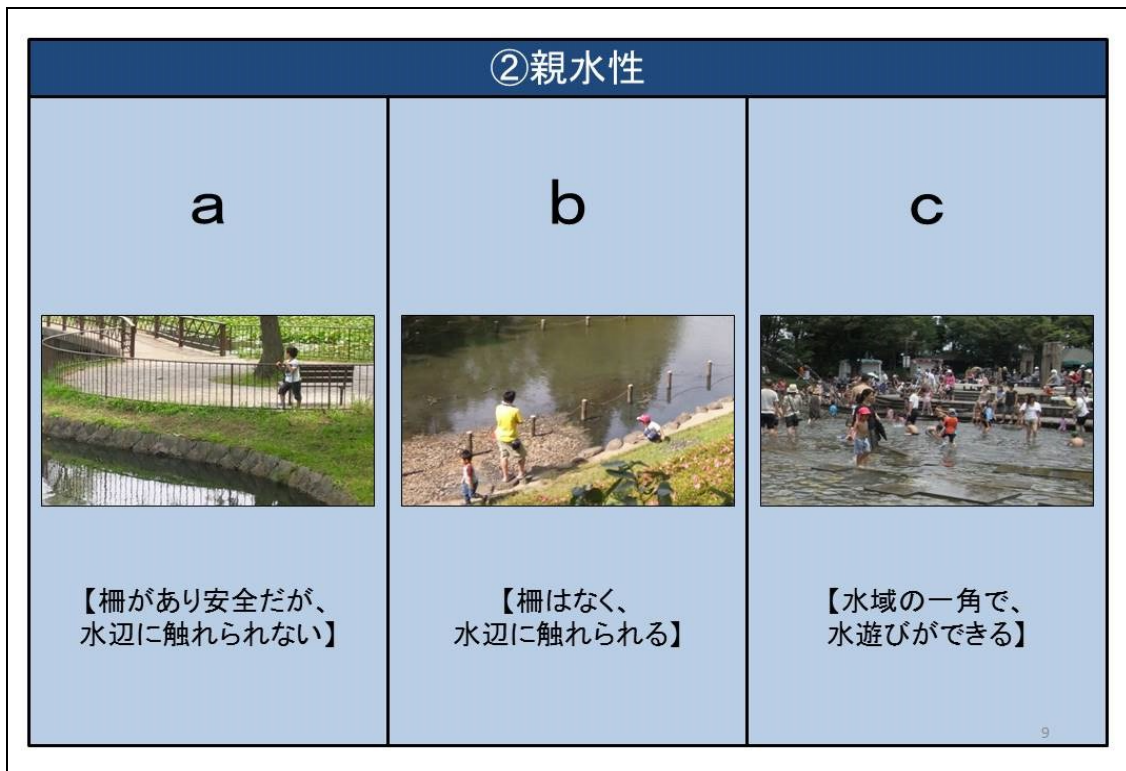 ②親水性
a
b
c
【柵があり安全だが、
水辺に触れられない】
【柵はなく、
水辺に触れられる】
【水域の一角で、
水遊びができる】
9